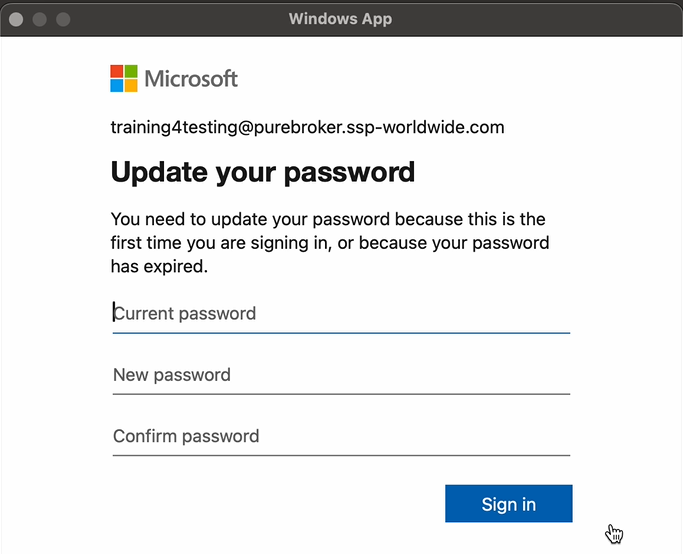 Windows App
Microsoft
training4testing@purebroker.ssp-worldwide.com
Update your password
You need to update your password because this is the
first time you are signing in, or because your password
has expired.
Current password
New password
Confirm password
Sign in